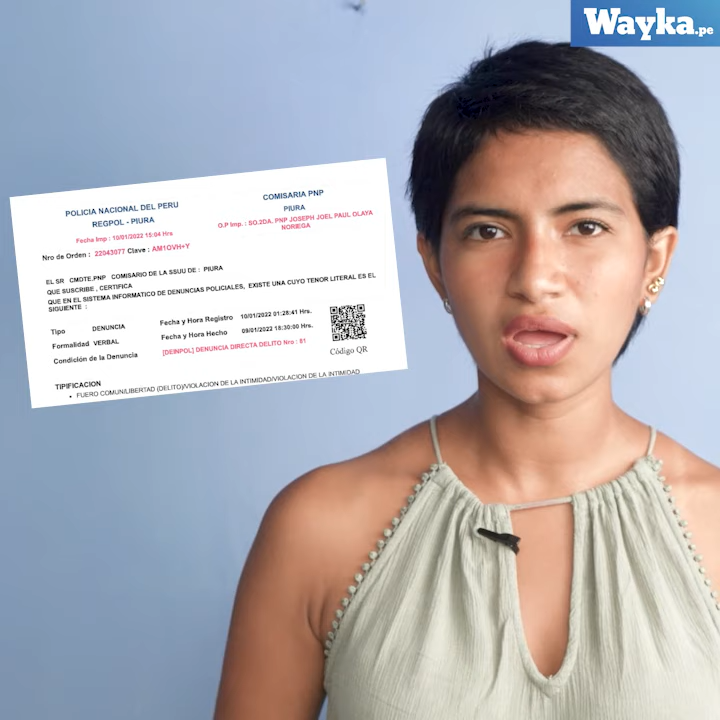 Wayka.pe
POLICIA NACIONAL DEL PERU
REGPOL - PIURA
Fecha Imp : 10/01/2022 15:04 Hrs
Nro de Orden : 22043077 Clave : AM1OVH+Y
COMISARIA PNP
PIURA
O.P Imp. : SO.2DA. PNP JOSEPH JOEL PAUL OLAYA
NORIEGA
EL SR CMDTE.PNP COMISARIO DE LA SSUU DE : PIURA
QUE SUSCRIBE , CERTIFICA
QUE EN EL SISTEMA INFORMATICO DE DENUNCIAS POLICIALES, EXISTE UNA CUYO TENOR LITERAL ES EL
SIGUIENTE :
Tipo DENUNCIA Fecha y Hora Registro 10/01/2022 01:28:41 Hrs.
Formalidad VERBAL Fecha y Hora Hecho 09/01/2022 18:30:00 Hrs.
Condición de la Denuncia [DEINPOL] DENUNCIA DIRECTA DELITO Nro : 81
Código QR
TIPIFICACION
• FUERO COMUN/LIBERTAD (DELITO)/VIOLACION DE LA INTIMIDAD/VIOLACION DE LA INTIMIDAD